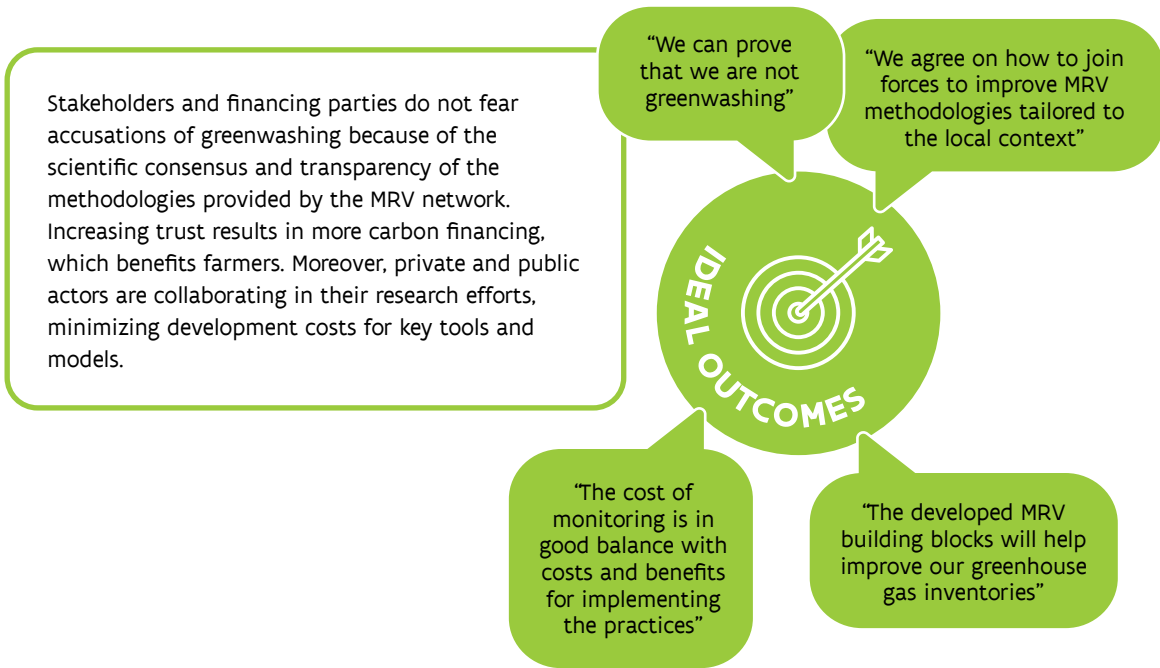 Stakeholders and financing parties do not fear
accusations of greenwashing because of the
scientific consensus and transparency of the
methodologies provided by the MRV network.
Increasing trust results in more carbon financing,
which benefits farmers. Moreover, private and public
actors are collaborating in their research efforts,
minimizing development costs for key tools and
models.
“We can prove
that we are not
greenwashing”
“We agree on how to join
forces to improve MRV
methodologies tailored to
the local context”
IDEAL OUTCOMES
“The cost of
monitoring is in
good balance with
costs and benefits
for implementing
the practices”
“The developed MRV
building blocks will help
improve our greenhouse
gas inventories”